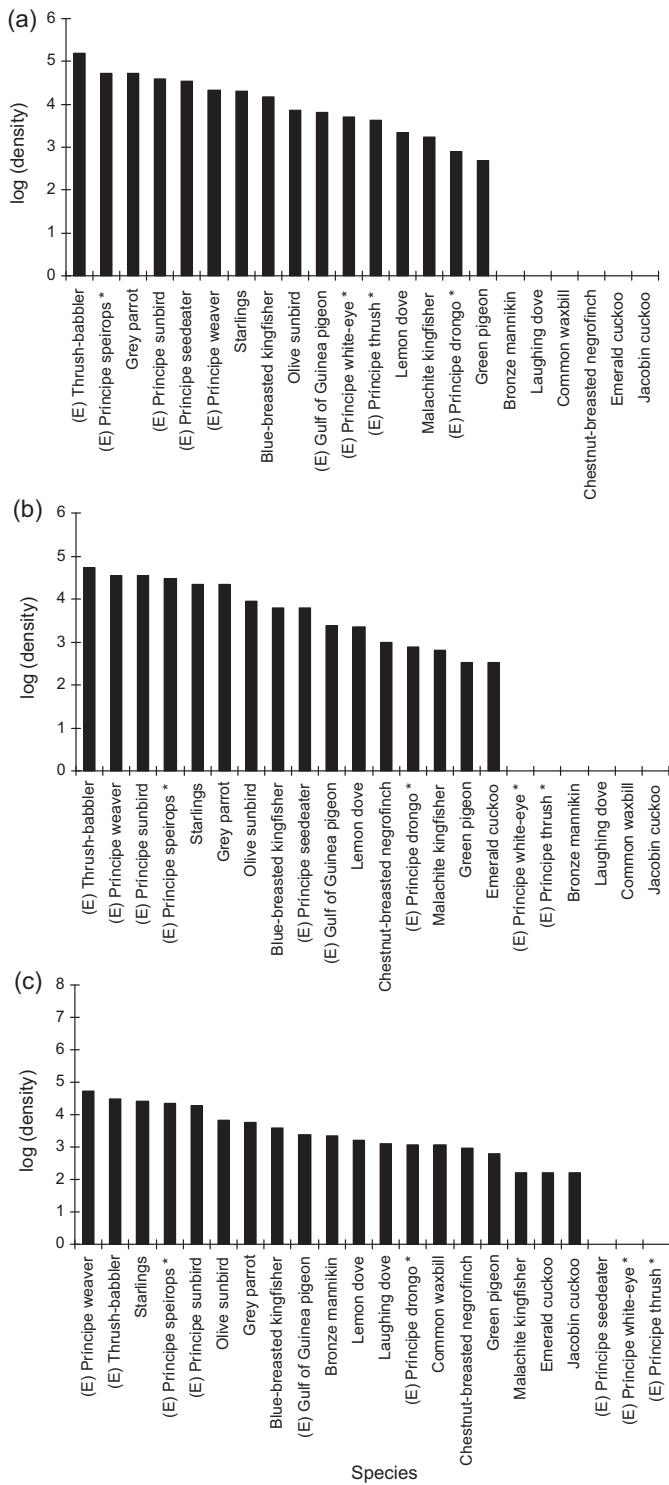 (a)
6
5
4
3
2
1
0
log (density)
(E) Thrush-babbler
(E) Príncipe speirops *
Grey parrot
(E) Príncipe sunbird
(E) Príncipe seedeater
(E) Príncipe weaver
Starlings
Blue-breasted kingfisher
Olive sunbird
(E) Gulf of Guinea pigeon
(E) Príncipe white-eye *
(E) Príncipe thrush *
Lemon dove
Malachite kingfisher
(E) Príncipe drongo *
Green pigeon
Bronze mannikin
Laughing dove
Common waxbill
Chestnut-breasted negrofinch
Emerald cuckoo
Jacobin cuckoo
(b)
6
5
4
3
2
1
0
log (density)
(E) Thrush-babbler
(E) Príncipe weaver
(E) Príncipe sunbird
(E) Príncipe speirops *
Starlings
Grey parrot
Olive sunbird
Blue-breasted kingfisher
(E) Príncipe seedeater
(E) Gulf of Guinea pigeon
Lemon dove
Chestnut-breasted negrofinch
(E) Príncipe drongo *
Malachite kingfisher
Green pigeon
Emerald cuckoo
(E) Príncipe white-eye *
(E) Príncipe thrush *
Bronze mannikin
Laughing dove
Common waxbill
Jacobin cuckoo
(c)
8
7
6
5
4
3
2
1
0
log (density)
(E) Príncipe weaver
(E) Thrush-babbler
Starlings
(E) Príncipe speirops *
(E) Príncipe sunbird
Olive sunbird
Grey parrot
Blue-breasted kingfisher
(E) Gulf of Guinea pigeon
Bronze mannikin
Lemon dove
Laughing dove
(E) Príncipe drongo *
Common waxbill
Chestnut-breasted negrofinch
Green pigeon
Malachite kingfisher
Emerald cuckoo
Jacobin cuckoo
(E) Príncipe seedeater
(E) Príncipe white-eye *
(E) Príncipe thrush *
Species